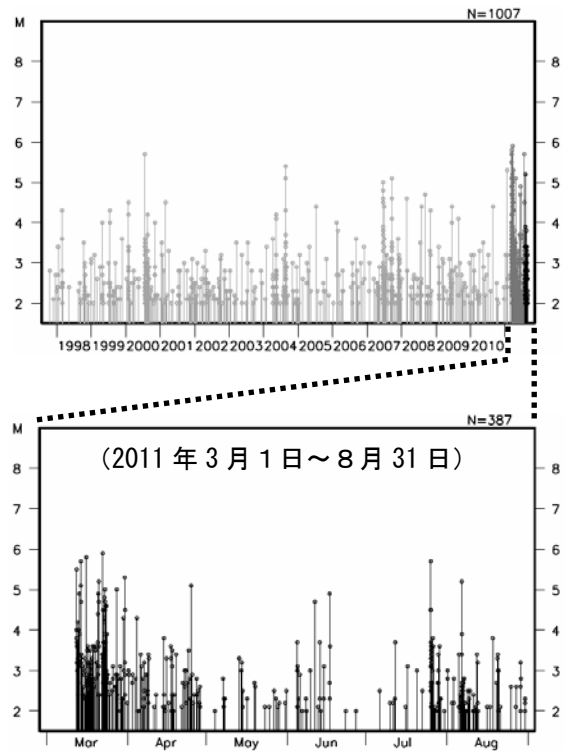 M
N=1007
8 8
7 7
6 6
5 5
4 4
3 3
2 2
1998 1999 2000 2001 2002 2003 2004 2005 2006 2007 2008 2009 2010
M
N=387
（2011 年 3 月 1 日～ 8 月 31 日）
8 8
7 7
6 6
5 5
4 4
3 3
2 2
Mar Apr May Jun Jul Aug